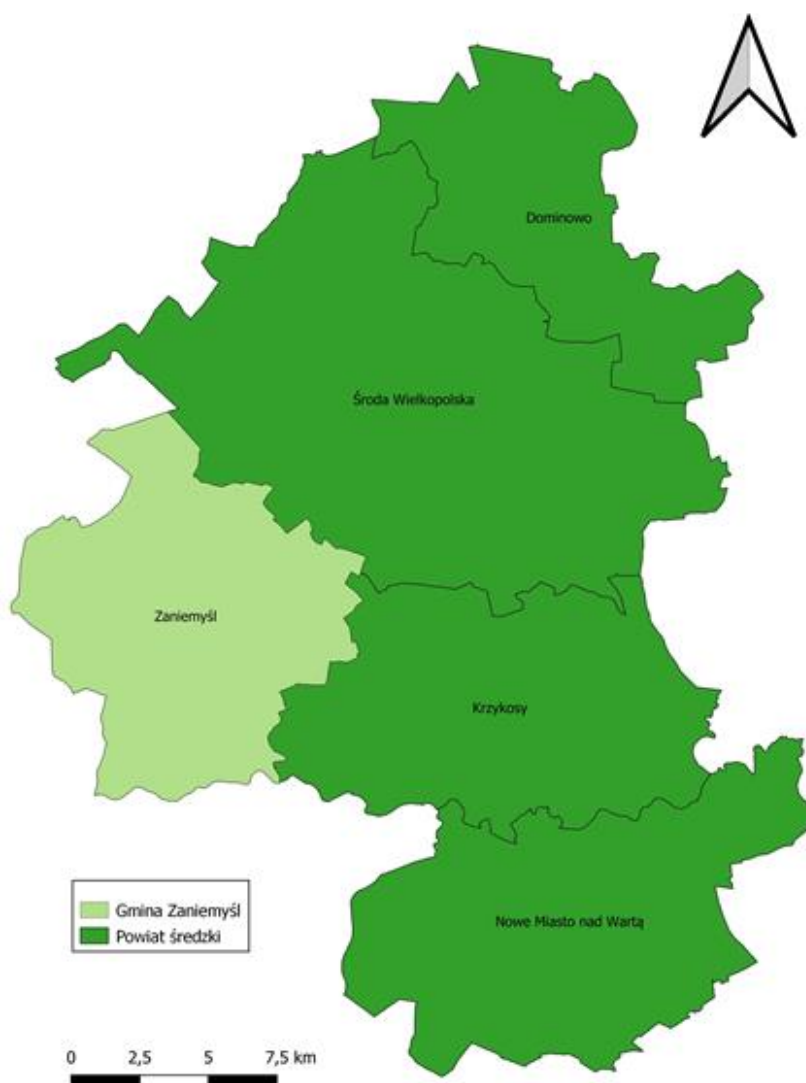 Dominowo
Środa Wielkopolska
Zaniemyśl
Krzykosy
Nowe Miasto nad Wartą
Gmina Zaniemyśl
Powiat średzki
0 2,5 5 7,5 km